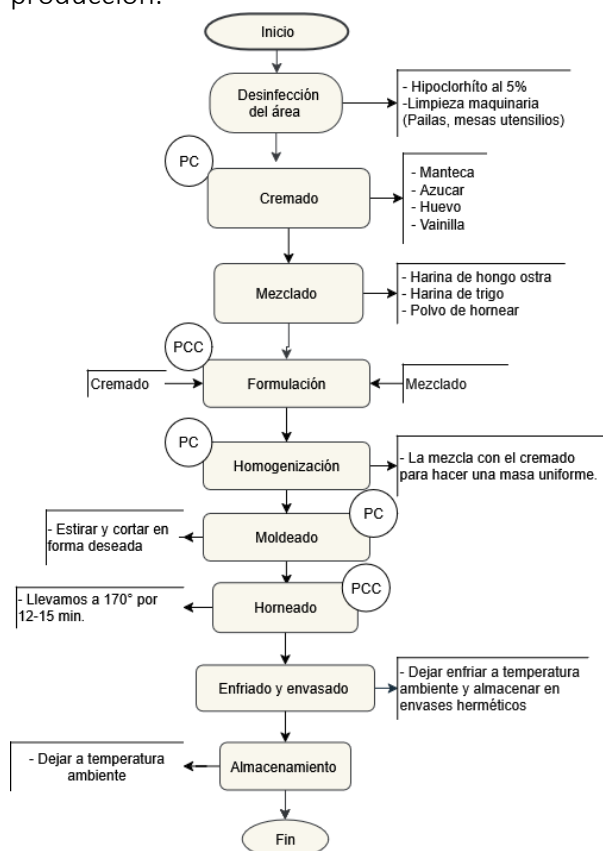 producción.
Inicio
Desinfección
del área
- Hipoclorhíto al 5%
-Limpieza maquinaria
(Pailas, mesas utensilios)
PC
Cremado
- Manteca
- Azucar
- Huevo
- Vainilla
Mezclado
- Harina de hongo ostra
- Harina de trigo
- Polvo de hornear
PCC
Cremado
Formulación
Mezclado
PC
Homogenización
- La mezcla con el cremado
para hacer una masa uniforme.
PC
- Estirar y cortar en
forma deseada
Moldeado
PCC
- Llevamos a 170° por
12-15 min.
Horneado
Enfriado y envasado
- Dejar enfriar a temperatura
ambiente y almacenar en
envases herméticos
- Dejar a temperatura
ambiente
Almacenamiento
Fin